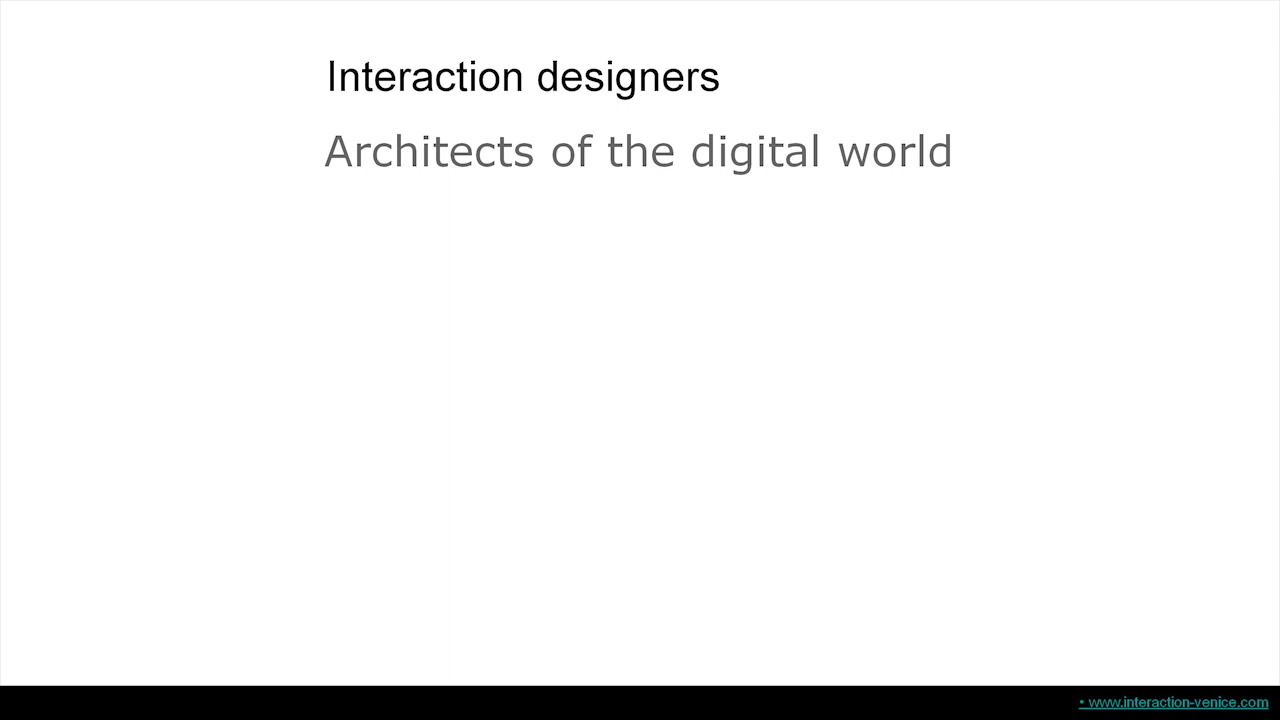 Interaction designers
Architects of the digital world
• www.interaction-venice.com